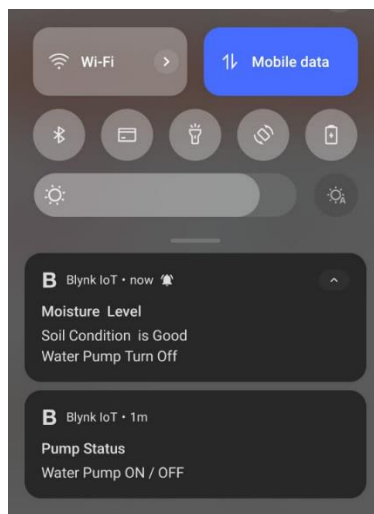 Wi-Fi
Mobile data
B Blynk IoT • now
Moisture Level
Soil Condition is Good
Water Pump Turn Off
B Blynk IoT • 1m
Pump Status
Water Pump ON / OFF